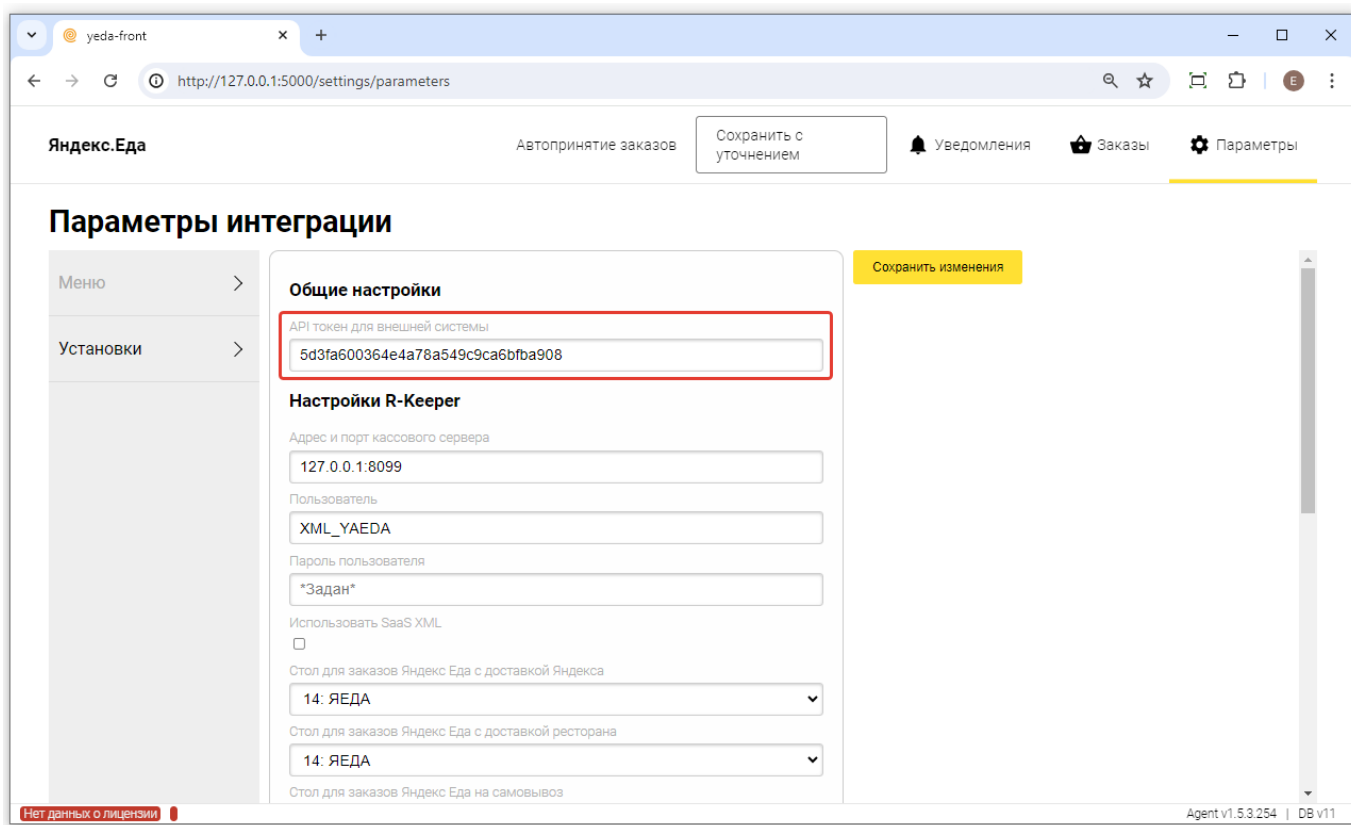 yeda-front
http://127.0.0.1:5000/settings/parameters
E
Яндекс.Еда
Автопринятие заказов
Сохранить с
уточнением
Уведомления
Заказы
Параметры
Параметры интеграции
Меню
Установки
Общие настройки
API токен для внешней системы
5d3fa600364e4a78a549c9ca6bfba908
Настройки R-Keeper
Адрес и порт кассового сервера
127.0.0.1:8099
Пользователь
XML_YAEDA
Пароль пользователя
*Задан*
Использовать SaaS XML
Стол для заказов Яндекс Еда с доставкой Яндекса
14: ЯЕДА
Стол для заказов Яндекс Еда с доставкой ресторана
14: ЯЕДА
Стол для заказов Яндекс Еда на самовывоз
Сохранить изменения
Нет данных о лицензии
Agent v1.5.3.254 | DB v11